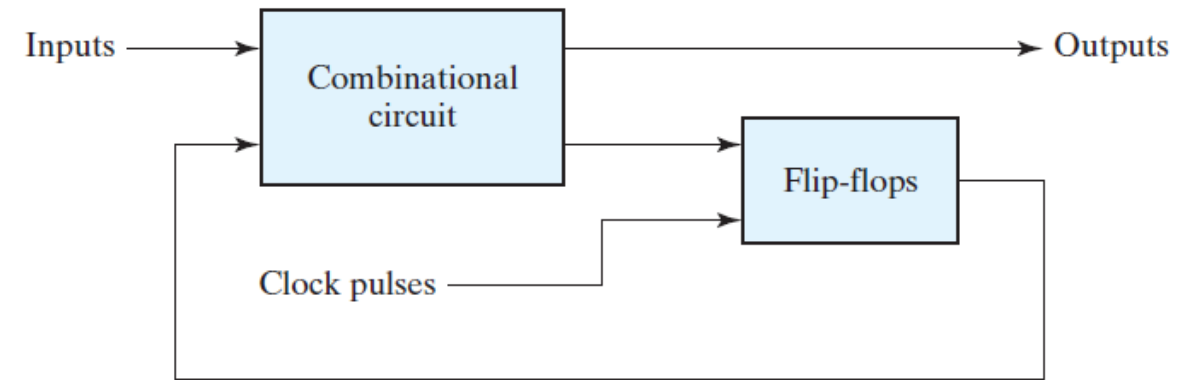 Inputs
Combinational
circuit
Outputs
Flip-flops
Clock pulses